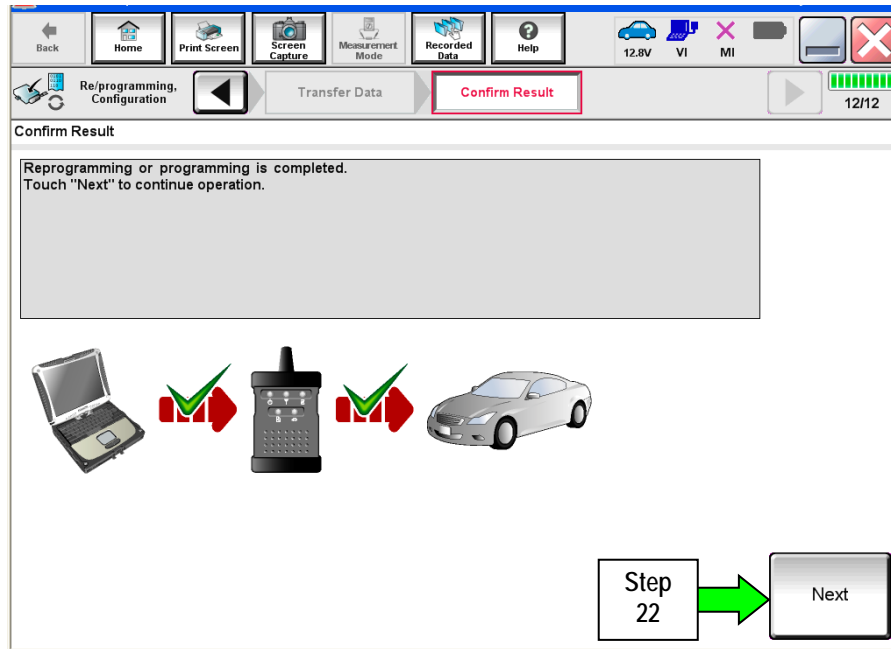 Back
Home
Print Screen
Screen
Capture
Measurement
Mode
Recorded
Data
Help
12.8V
VI
MI
Re/programming,
Configuration
Transfer Data
Confirm Result
12/12
Confirm Result
Reprogramming or programming is completed.
Touch "Next" to continue operation.
Step
22
Next